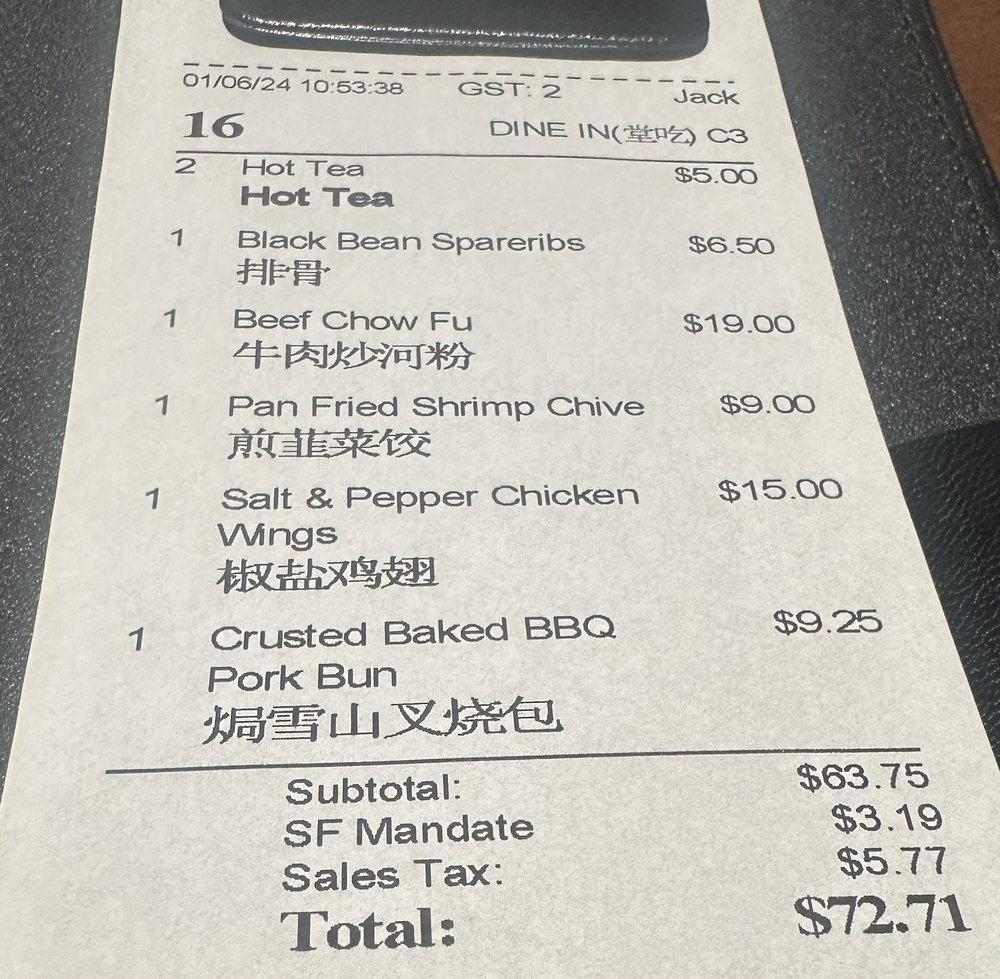 01/06/24 10:53:38 GST: 2 Jack
16 DINE IN(堂吃) C3
2 Hot Tea $5.00
Hot Tea
1 Black Bean Spareribs $6.50
排骨
1 Beef Chow Fu $19.00
牛肉炒河粉
1 Pan Fried Shrimp Chive $9.00
煎韮菜饺
1 Salt & Pepper Chicken $15.00
Wings
椒盐鸡翅
1 Crusted Baked BBQ $9.25
Pork Bun
焗雪山叉烧包
Subtotal: $63.75
SF Mandate $3.19
Sales Tax: $5.77
Total: $72.71